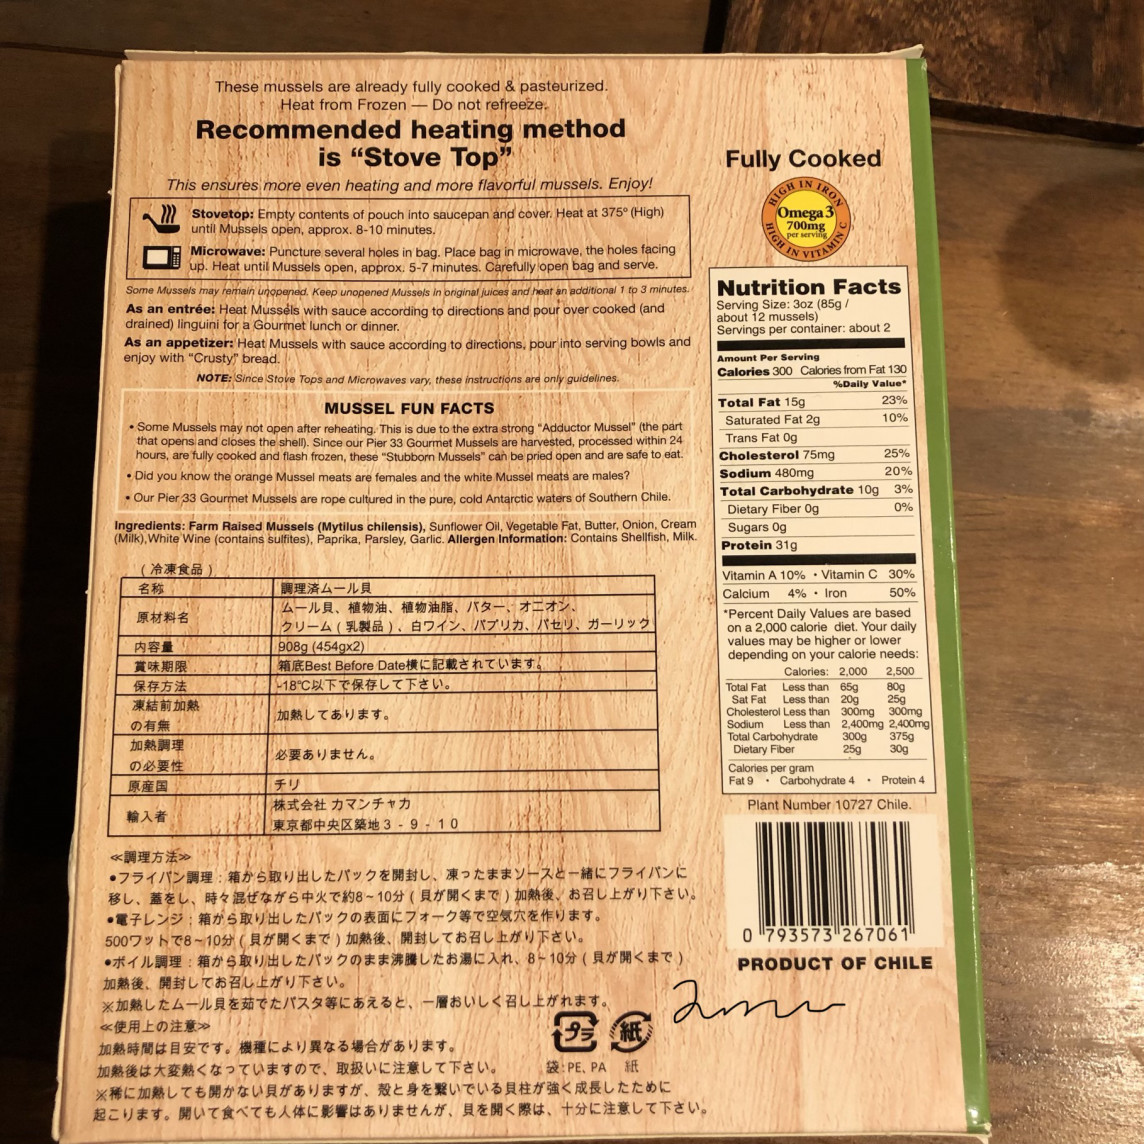 These mussels are already fully cooked & pasteurized.
Heat from Frozen — Do not refreeze.
Recommended heating method
is “Stove Top”
This ensures more even heating and more flavorful mussels. Enjoy!
Stovetop: Empty contents of pouch into saucepan and cover. Heat at 375° (High)
until Mussels open, approx. 8-10 minutes.
Microwave: Puncture several holes in bag. Place bag in microwave, the holes facing
up. Heat until Mussels open, approx. 5-7 minutes. Carefully open bag and serve.
Some Mussels may remain unopened. Keep unopened Mussels in original juices and heat an additional 1 to 3 minutes.
As an entrée: Heat Mussels with sauce according to directions and pour over cooked (and
drained) linguini for a Gourmet lunch or dinner.
As an appetizer: Heat Mussels with sauce according to directions, pour into serving bowls and
enjoy with “Crusty” bread.
NOTE: Since Stove Tops and Microwaves vary, these instructions are only guidelines.
MUSSEL FUN FACTS
• Some Mussels may not open after reheating. This is due to the extra strong “Adductor Mussel” (the part
that opens and closes the shell). Since our Pier 33 Gourmet Mussels are harvested, processed within 24
hours, are fully cooked and flash frozen, these “Stubborn Mussels” can be pried open and are safe to eat.
• Did you know the orange Mussel meats are females and the white Mussel meats are males?
• Our Pier 33 Gourmet Mussels are rope cultured in the pure, cold Antarctic waters of Southern Chile.
Ingredients: Farm Raised Mussels (Mytilus chilensis), Sunflower Oil, Vegetable Fat, Butter, Onion, Cream
(Milk),White Wine (contains sulfites), Paprika, Parsley, Garlic. Allergen Information: Contains Shellfish, Milk.
(冷凍食品)
名称 調理済ムール貝
原材料名 ムール貝、植物油、植物油脂、バター、オニオン、
クリーム(乳製品)、白ワイン、パプリカ、パセリ、ガーリック
内容量 908g (454gx2)
賞味期限 箱底Best Before Date横に記載されています。
保存方法 -18℃以下で保存して下さい。
凍結前加熱
の有無 加熱してあります。
加熱調理
の必要性 必要ありません。
原産国 チリ
輸入者 株式会社 カマンチャカ
東京都中央区築地3-9-10
≪調理方法≫
•フライパン調理:箱から取り出したパックを開封し、凍ったままソースと一緒にフライパンに
移し、蓋をし、時々混ぜながら中火で約8~10分(貝が開くまで)加熱後、お召し上がり下さい。
•電子レンジ:箱から取り出したパックの表面にフォーク等で空気穴を作ります。
500ワットで8~10分(貝が開くまで)加熱後、開封してお召し上がり下さい。
•ボイル調理:箱から取り出したパックのまま沸騰したお湯に入れ、8~10分(貝が開くまで)
加熱後、開封してお召し上がり下さい。
※加熱したムール貝を茹でたパスタ等にあえると、一層おいしく召し上がれます。
≪使用上の注意≫
加熱時間は目安です。機種により異なる場合があります。
加熱後は大変熱くなっていますので、取扱いに注意して下さい。
※稀に加熱しても開かない貝がありますが、殻と身を繋いでいる貝柱が強く成長したために
起こります。開いて食べても人体に影響はありませんが、貝を開く際は、十分に注意して下さい。
プラ 紙
袋:PE, PA 紙
Fully Cooked
HIGH IN IRON
Omega 3
700mg
per serving
HIGH IN VITAMIN C
Nutrition Facts
Serving Size: 3oz (85g /
about 12 mussels)
Servings per container: about 2
Amount Per Serving
Calories 300 Calories from Fat 130
%Daily Value*
Total Fat 15g 23%
Saturated Fat 2g 10%
Trans Fat 0g
Cholesterol 75mg 25%
Sodium 480mg 20%
Total Carbohydrate 10g 3%
Dietary Fiber 0g 0%
Sugars 0g
Protein 31g
Vitamin A 10% • Vitamin C 30%
Calcium 4% • Iron 50%
*Percent Daily Values are based
on a 2,000 calorie diet. Your daily
values may be higher or lower
depending on your calorie needs:
Calories: 2,000 2,500
Total Fat Less than 65g 80g
Sat Fat Less than 20g 25g
Cholesterol Less than 300mg 300mg
Sodium Less than 2,400mg 2,400mg
Total Carbohydrate 300g 375g
Dietary Fiber 25g 30g
Calories per gram
Fat 9 • Carbohydrate 4 • Protein 4
Plant Number 10727 Chile.
0 793573 267061
PRODUCT OF CHILE